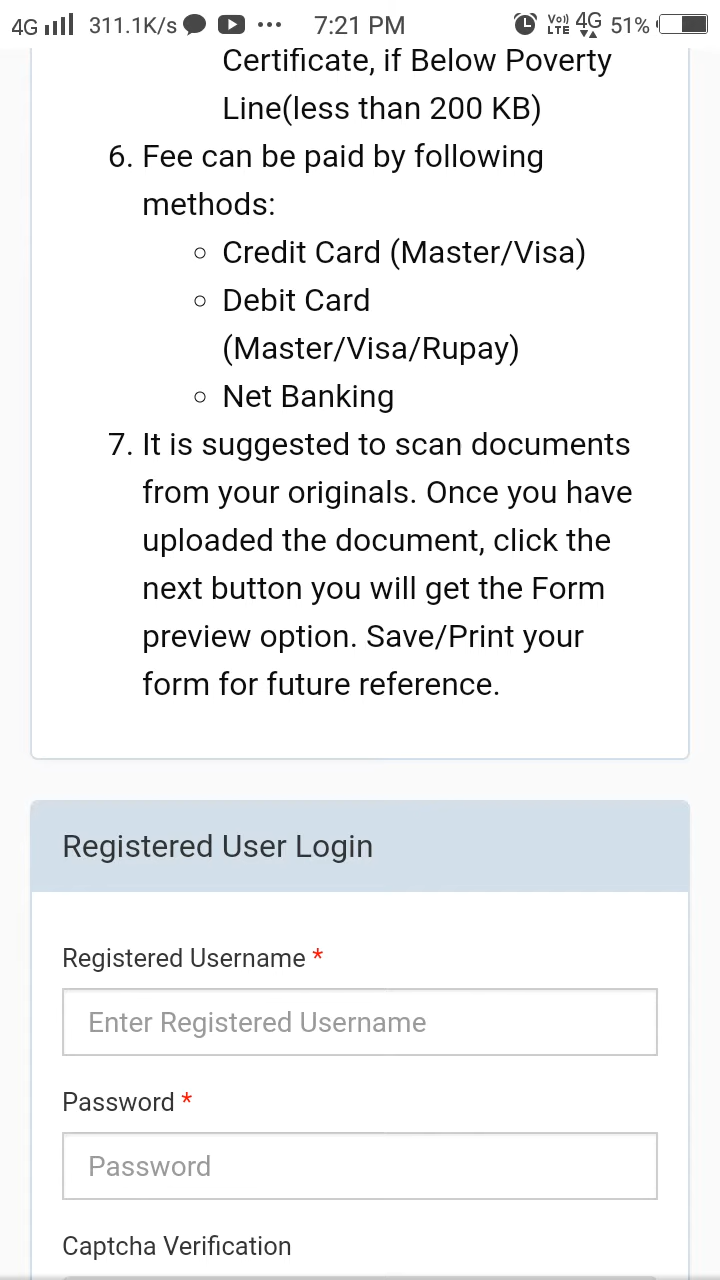 4G 311.1K/s ... 7:21 PM Vo)) LTE 4G 51%
Certificate, if Below Poverty
Line(less than 200 KB)
6. Fee can be paid by following
methods:
◦ Credit Card (Master/Visa)
◦ Debit Card
(Master/Visa/Rupay)
◦ Net Banking
7. It is suggested to scan documents
from your originals. Once you have
uploaded the document, click the
next button you will get the Form
preview option. Save/Print your
form for future reference.
Registered User Login
Registered Username *
Enter Registered Username
Password *
Password
Captcha Verification